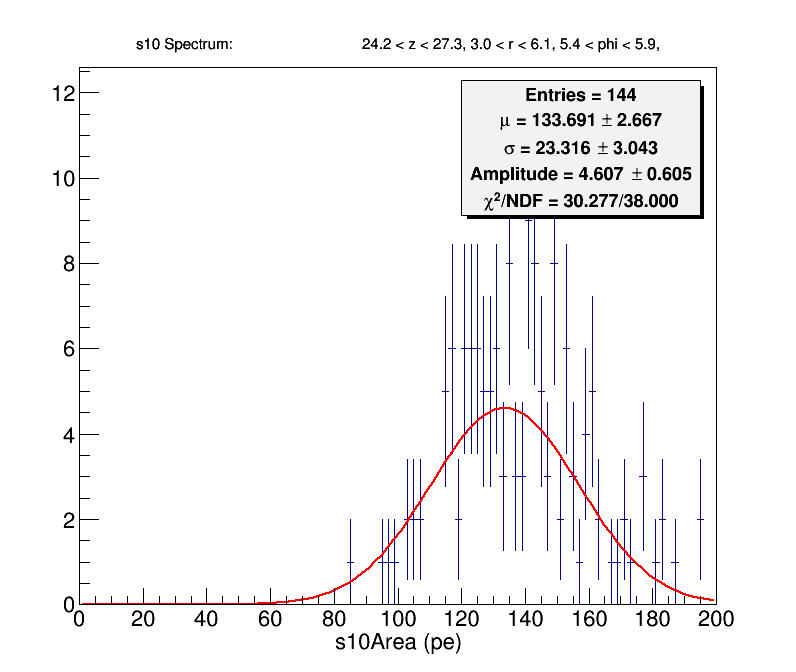 s10 Spectrum: 24.2 < z < 27.3, 3.0 < r < 6.1, 5.4 < phi < 5.9,
Entries = 144
μ = 133.691 ± 2.667
σ = 23.316 ± 3.043
Amplitude = 4.607 ± 0.605
χ²/NDF = 30.277/38.000
12
10
8
6
4
2
0
0 20 40 60 80 100 120 140 160 180 200
s10Area (pe)